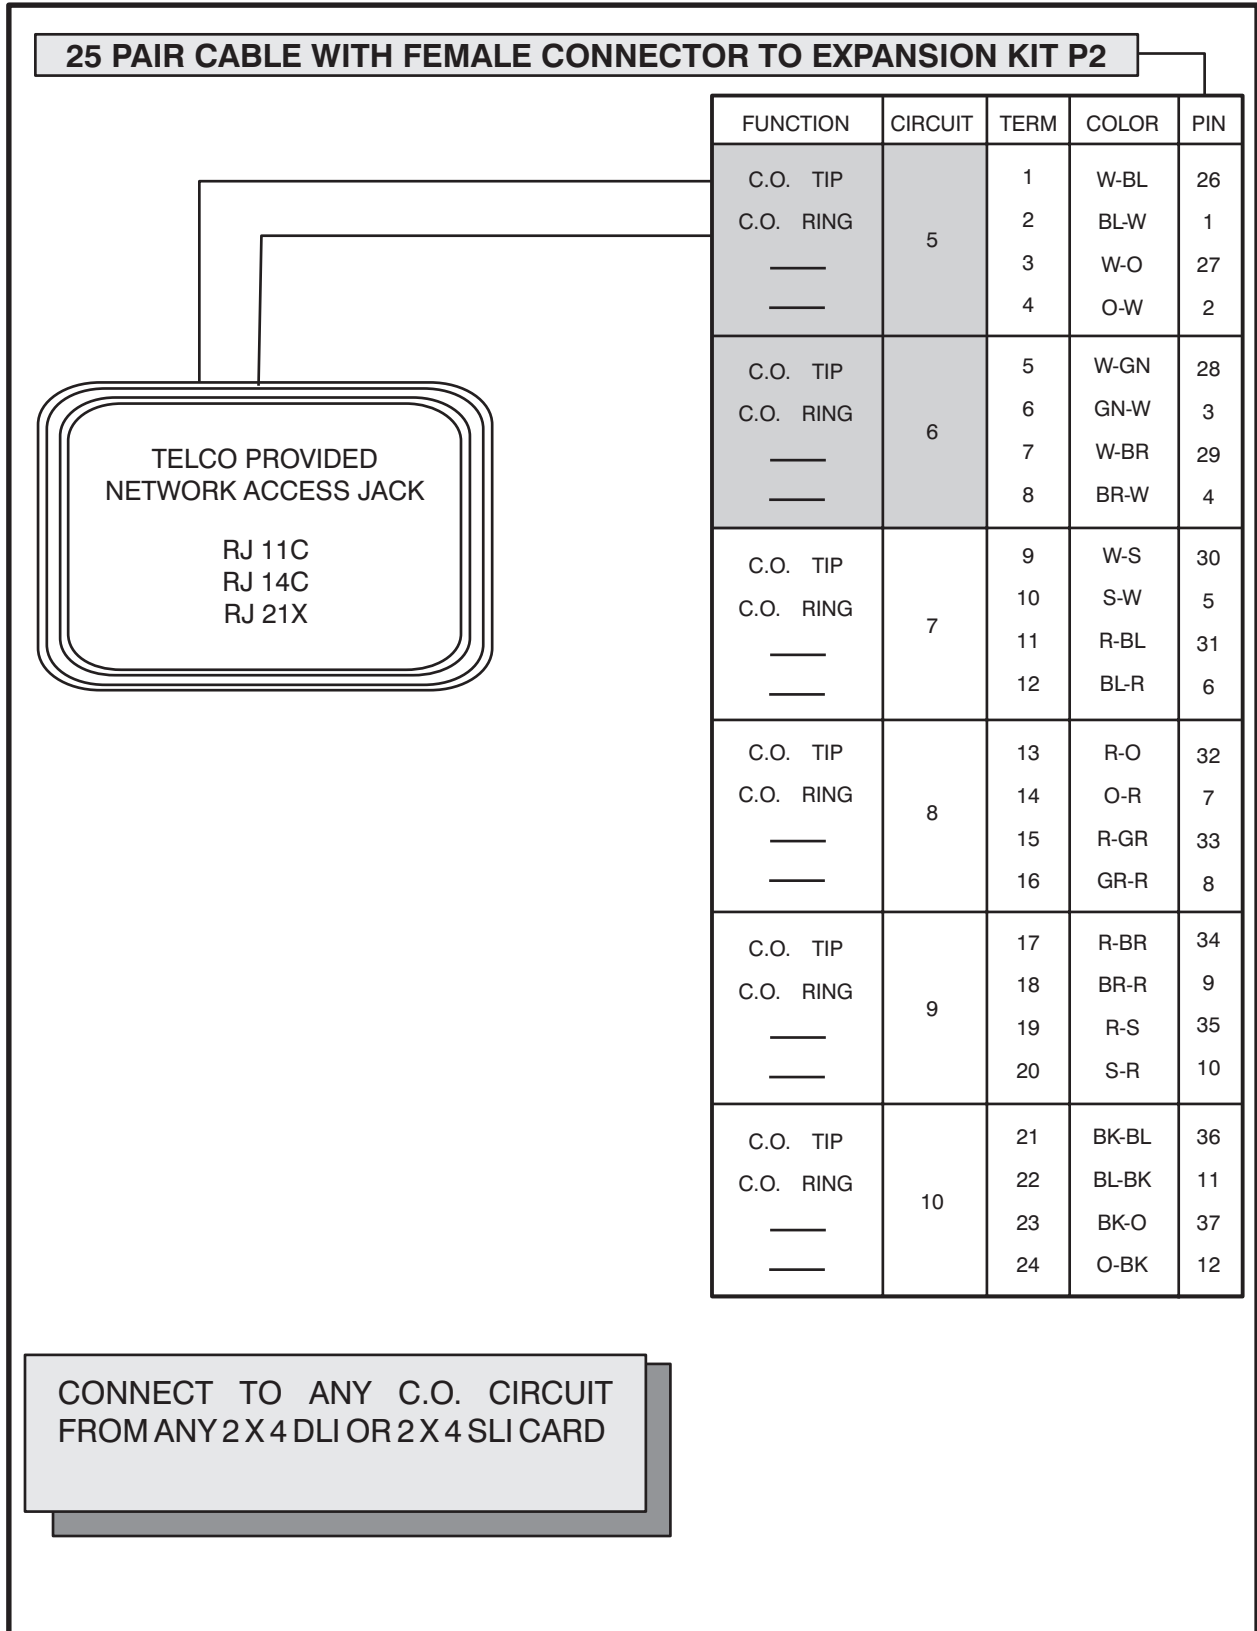 25 PAIR CABLE WITH FEMALE CONNECTOR TO EXPANSION KIT P2
FUNCTION CIRCUIT TERM COLOR PIN
C.O. TIP 1 W-BL 26
C.O. RING 2 BL-W 1
5
3 W-O 27
4 O-W 2
C.O. TIP 5 W-GN 28
C.O. RING 6 GN-W 3
6
7 W-BR 29
8 BR-W 4
C.O. TIP 9 W-S 30
C.O. RING 10 S-W 5
7
11 R-BL 31
12 BL-R 6
C.O. TIP 13 R-O 32
C.O. RING 14 O-R 7
8
15 R-GR 33
16 GR-R 8
C.O. TIP 17 R-BR 34
C.O. RING 18 BR-R 9
9
19 R-S 35
20 S-R 10
C.O. TIP 21 BK-BL 36
C.O. RING 22 BL-BK 11
10
23 BK-O 37
24 O-BK 12
TELCO PROVIDED
NETWORK ACCESS JACK
RJ 11C
RJ 14C
RJ 21X
CONNECT TO ANY C.O. CIRCUIT
FROM ANY 2 X 4 DLI OR 2 X 4 SLI CARD